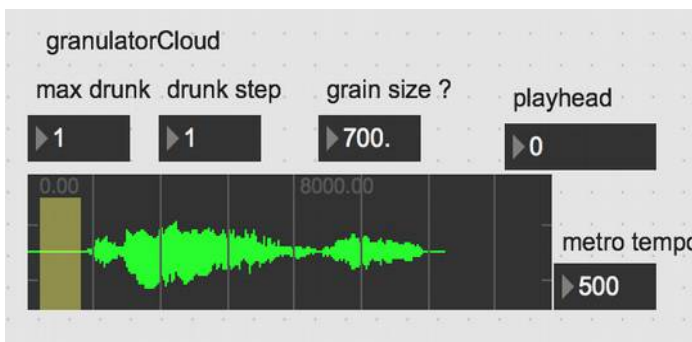 granulatorCloud
max drunk drunk step grain size ? playhead
1 1 700. 0
0.00 8000.00
metro tempo
500